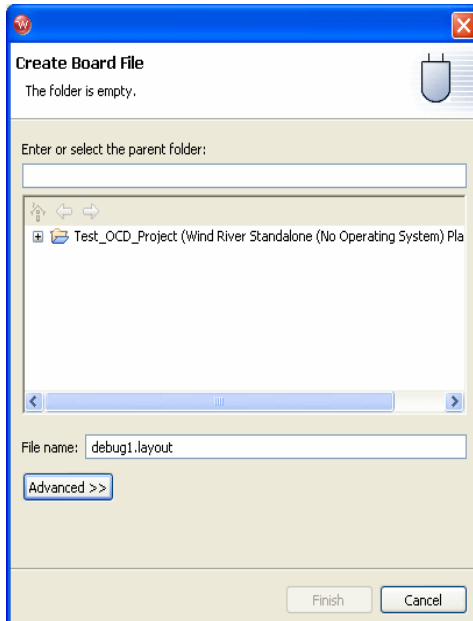 Create Board File
The folder is empty.
Enter or select the parent folder:
Test_OCD_Project (Wind River Standalone (No Operating System) Pla
File name: debug1.layout
Advanced >>
Finish Cancel